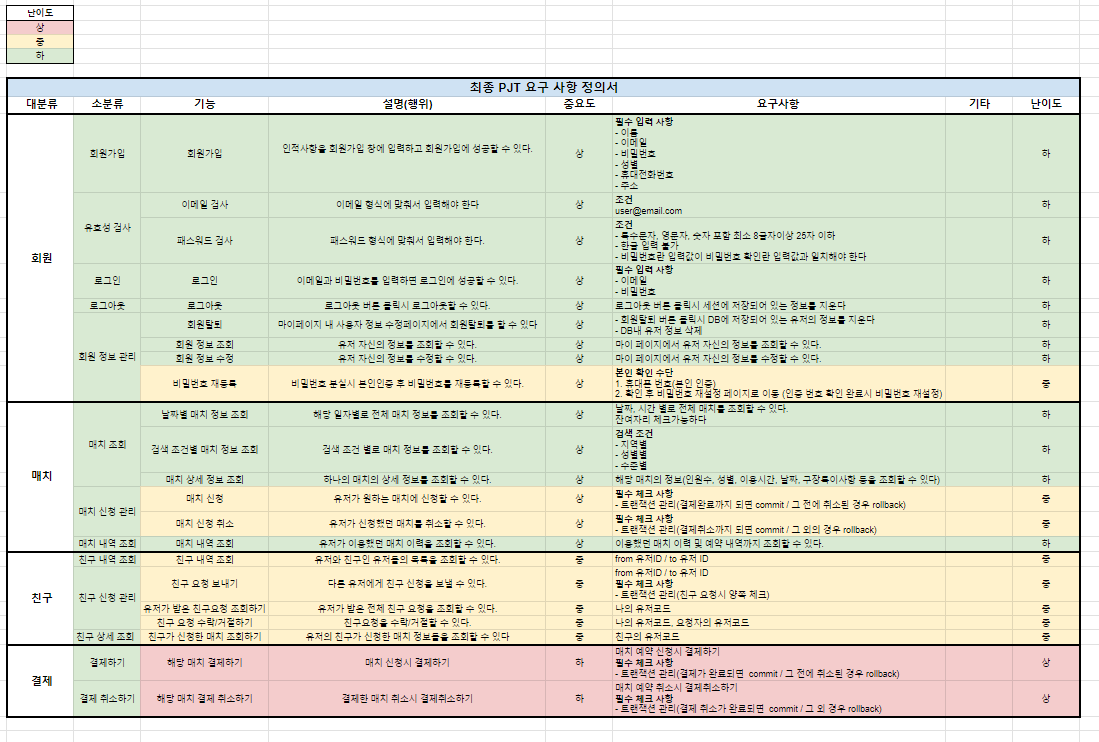 난이도
상
중
하
최종 PJT 요구 사항 정의서
대분류 소분류 기능 설명(행위) 중요도 요구사항 기타 난이도
회원
회원가입 회원가입 인적사항을 회원가입 창에 입력하고 회원가입에 성공할 수 있다. 상 필수 입력 사항
- 이름
- 이메일
- 비밀번호
- 성별
- 휴대전화번호
- 주소
하
유효성 검사
이메일 검사 이메일 형식에 맞춰서 입력해야 한다 상 조건
user@email.com
하
패스워드 검사 패스워드 형식에 맞춰서 입력해야 한다. 상 조건
- 특수문자, 영문자, 숫자 포함 최소 8글자이상 25자 이하
- 한글 입력 불가
- 비밀번호란 입력값이 비밀번호 확인란 입력값과 일치해야 한다
하
로그인 로그인 이메일과 비밀번호를 입력하면 로그인에 성공할 수 있다. 상 필수 입력 사항
- 이메일
- 비밀번호
하
로그아웃 로그아웃 로그아웃 버튼 클릭시 로그아웃할 수 있다. 상 로그아웃 버튼 클릭시 세션에 저장되어 있는 정보를 지운다 하
회원 정보 관리
회원탈퇴 마이페이지 내 사용자 정보 수정페이지에서 회원탈퇴를 할 수 있다 상 - 회원탈퇴 버튼 클릭시 DB에 저장되어 있는 유저의 정보를 지운다
- DB내 유저 정보 삭제
하
회원 정보 조회 유저 자신의 정보를 조회할 수 있다. 상 마이 페이지에서 유저 자신의 정보를 조회할 수 있다. 하
회원 정보 수정 유저 자신의 정보를 수정할 수 있다. 상 마이 페이지에서 유저 자신의 정보를 수정할 수 있다. 하
비밀번호 재등록 비밀번호 분실시 본인인증 후 비밀번호를 재등록할 수 있다. 상 본인 확인 수단
1. 휴대폰 번호(본인 인증)
2. 확인 후 비밀번호 재설정 페이지로 이동 (인증 번호 확인 완료시 비밀번호 재설정)
중
매치
매치 조회
날짜별 매치 정보 조회 해당 일자별로 전체 매치 정보를 조회할 수 있다. 상 날짜, 시간 별로 전체 매치를 조회할 수 있다.
잔여자리 체크가능하다
하
검색 조건별 매치 정보 조회 검색 조건 별로 매치 정보를 조회할 수 있다. 상 검색 조건
- 지역별
- 성별별
- 수준별
하
매치 상세 정보 조회 하나의 매치의 상세 정보를 조회할 수 있다. 상 해당 매치의 정보(인원수, 성별, 이용시간, 날짜, 구장특이사항 등을 조회할 수 있다) 하
매치 신청 관리
매치 신청 유저가 원하는 매치에 신청할 수 있다. 상 필수 체크 사항
- 트랜잭션 관리(결제완료까지 되면 commit / 그 전에 취소된 경우 rollback)
중
매치 신청 취소 유저가 신청했던 매치를 취소할 수 있다. 상 필수 체크 사항
- 트랜잭션 관리(결제취소까지 되면 commit / 그 외의 경우 rollback)
중
매치 내역 조회 매치 내역 조회 유저가 이용했던 매치 이력을 조회할 수 있다. 상 이용했던 매치 이력 및 예약 내역까지 조회할 수 있다. 하
친구
친구 내역 조회 친구 내역 조회 유저와 친구인 유저들의 목록을 조회할 수 있다. 중 from 유저ID / to 유저 ID 중
친구 신청 관리
친구 요청 보내기 다른 유저에게 친구 신청을 보낼 수 있다. 중 from 유저ID / to 유저 ID
필수 체크 사항
- 트랜잭션 관리(친구 요청시 양쪽 체크)
중
유저가 받은 친구요청 조회하기 유저가 받은 전체 친구 요청을 조회할 수 있다. 중 나의 유저코드 중
친구 요청 수락/거절하기 친구요청을 수락/거절할 수 있다. 중 나의 유저코드, 요청자의 유저코드 중
친구 상세 조회 친구가 신청한 매치 조회하기 유저의 친구가 신청한 매치 정보들을 조회할 수 있다 중 친구의 유저코드 중
결제
결제하기 해당 매치 결제하기 매치 신청시 결제하기 하 매치 예약 신청시 결제하기
필수 체크 사항
- 트랜잭션 관리(결제가 완료되면 commit / 그 전에 취소된 경우 rollback)
상
결제 취소하기 해당 매치 결제 취소하기 결제한 매치 취소시 결제취소하기 하 매치 예약 취소시 결제취소하기
필수 체크 사항
- 트랜잭션 관리(결제 취소가 완료되면 commit / 그 외 경우 rollback)
상